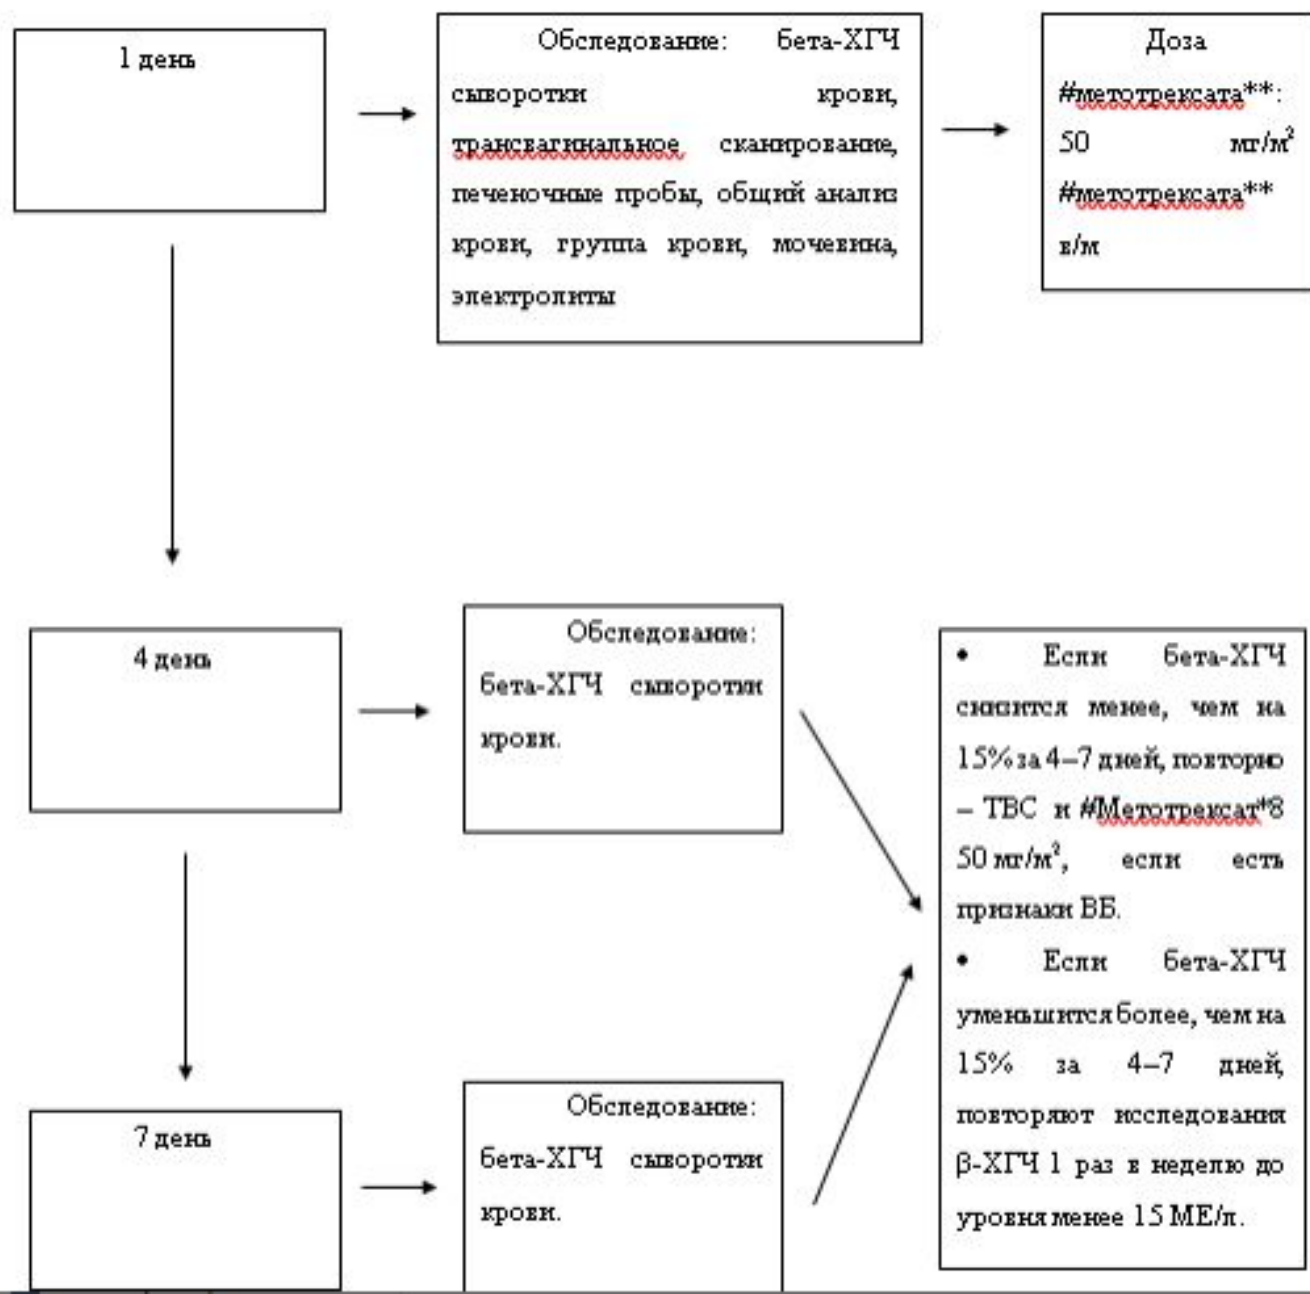 1 день
Обследование: бета-ХГЧ
сыворотки крови,
трансвагинальное сканирование,
печеночные пробы, общий анализ
крови, группа крови, мочевина,
электролиты
Доза
#метотрексата**:
50 мг/м²
#метотрексата**
в/м
4 день
Обследование:
бета-ХГЧ сыворотки
крови.
• Если бета-ХГЧ
снизится менее, чем на
15% за 4–7 дней, повторно
– ТВС и #Метотрексат*8
50 мг/м², если есть
признаки ВБ.
• Если бета-ХГЧ
уменьшится более, чем на
15% за 4–7 дней,
повторяют исследования
β-ХГЧ 1 раз в неделю до
уровня менее 15 МЕ/л.
7 день
Обследование:
бета-ХГЧ сыворотки
крови.